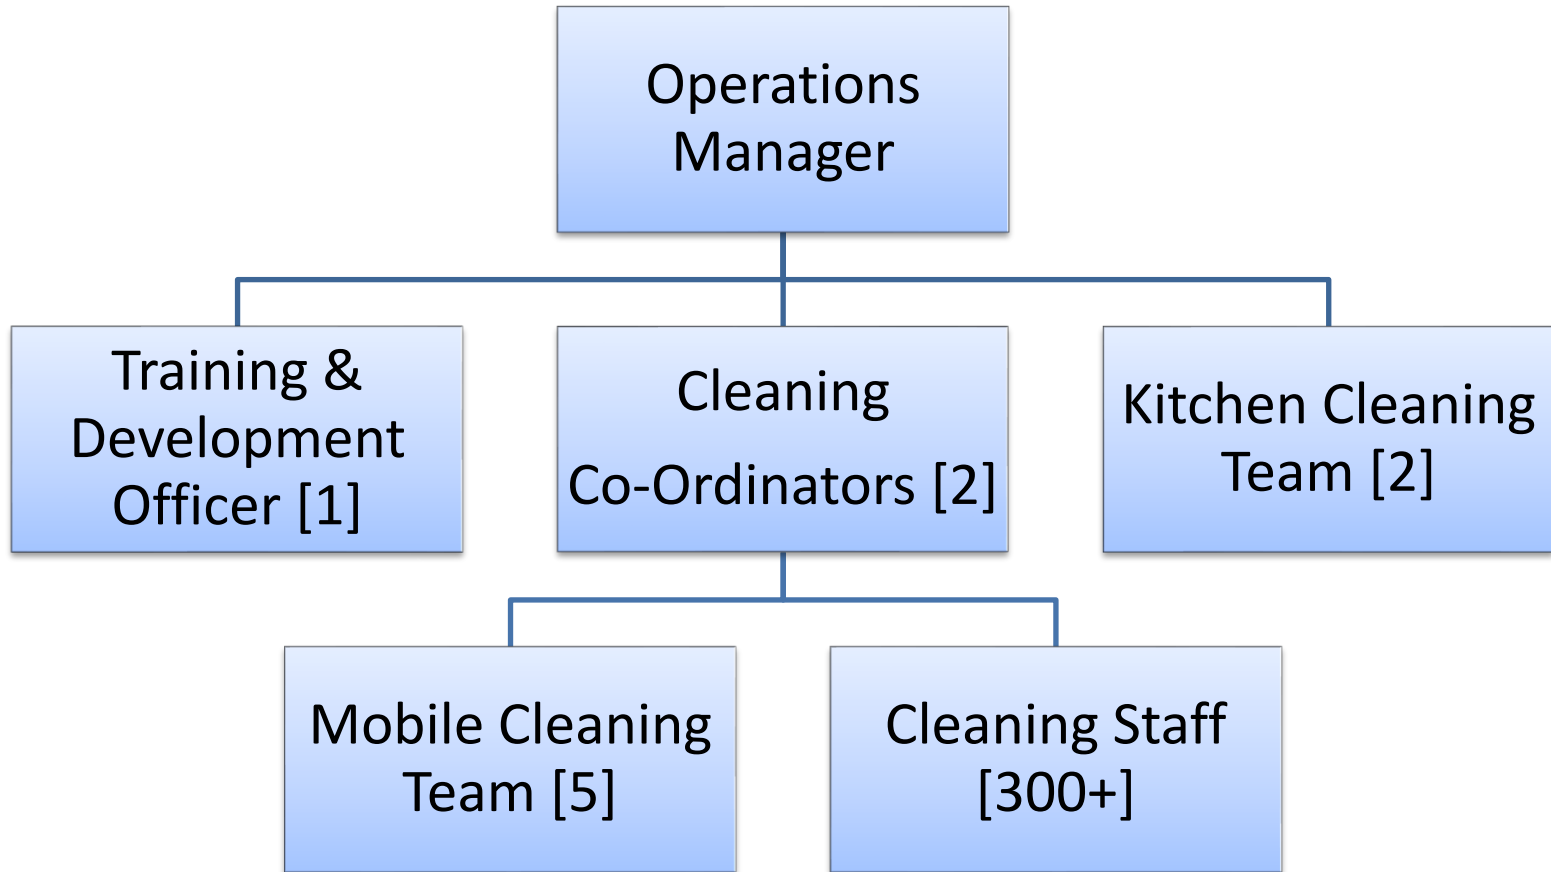 Operations
Manager
Training &
Development
Officer [1]
Cleaning
Co-Ordinators [2]
Kitchen Cleaning
Team [2]
Mobile Cleaning
Team [5]
Cleaning Staff
[300+]